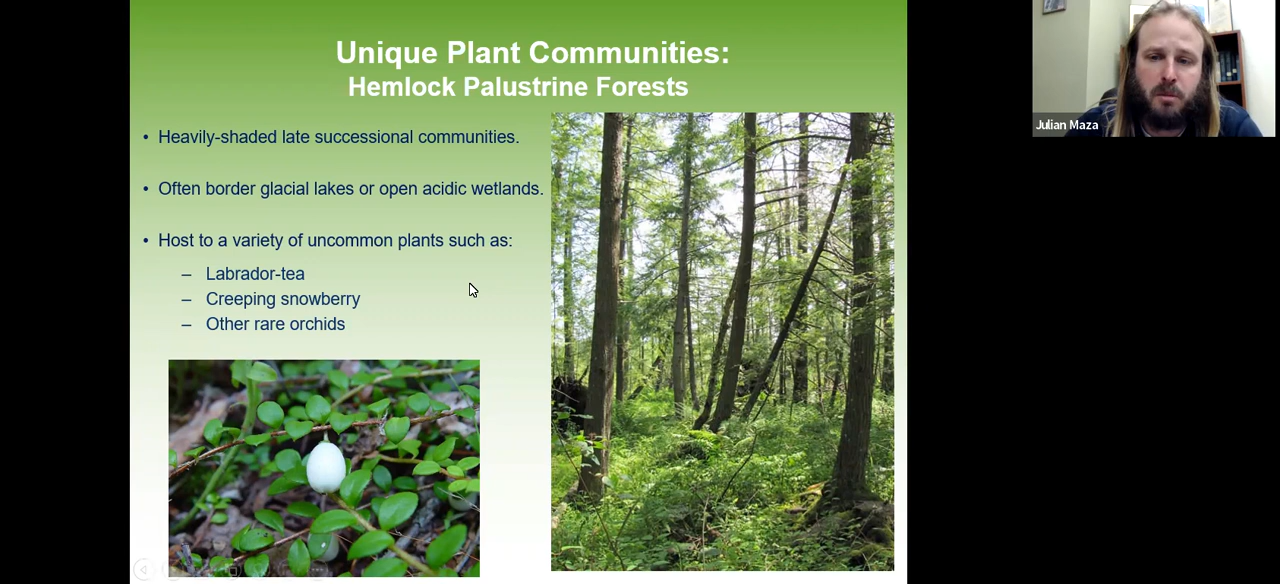 Unique Plant Communities:
Hemlock Palustrine Forests
• Heavily-shaded late successional communities.
• Often border glacial lakes or open acidic wetlands.
• Host to a variety of uncommon plants such as:
– Labrador-tea
– Creeping snowberry
– Other rare orchids
Julian Maza